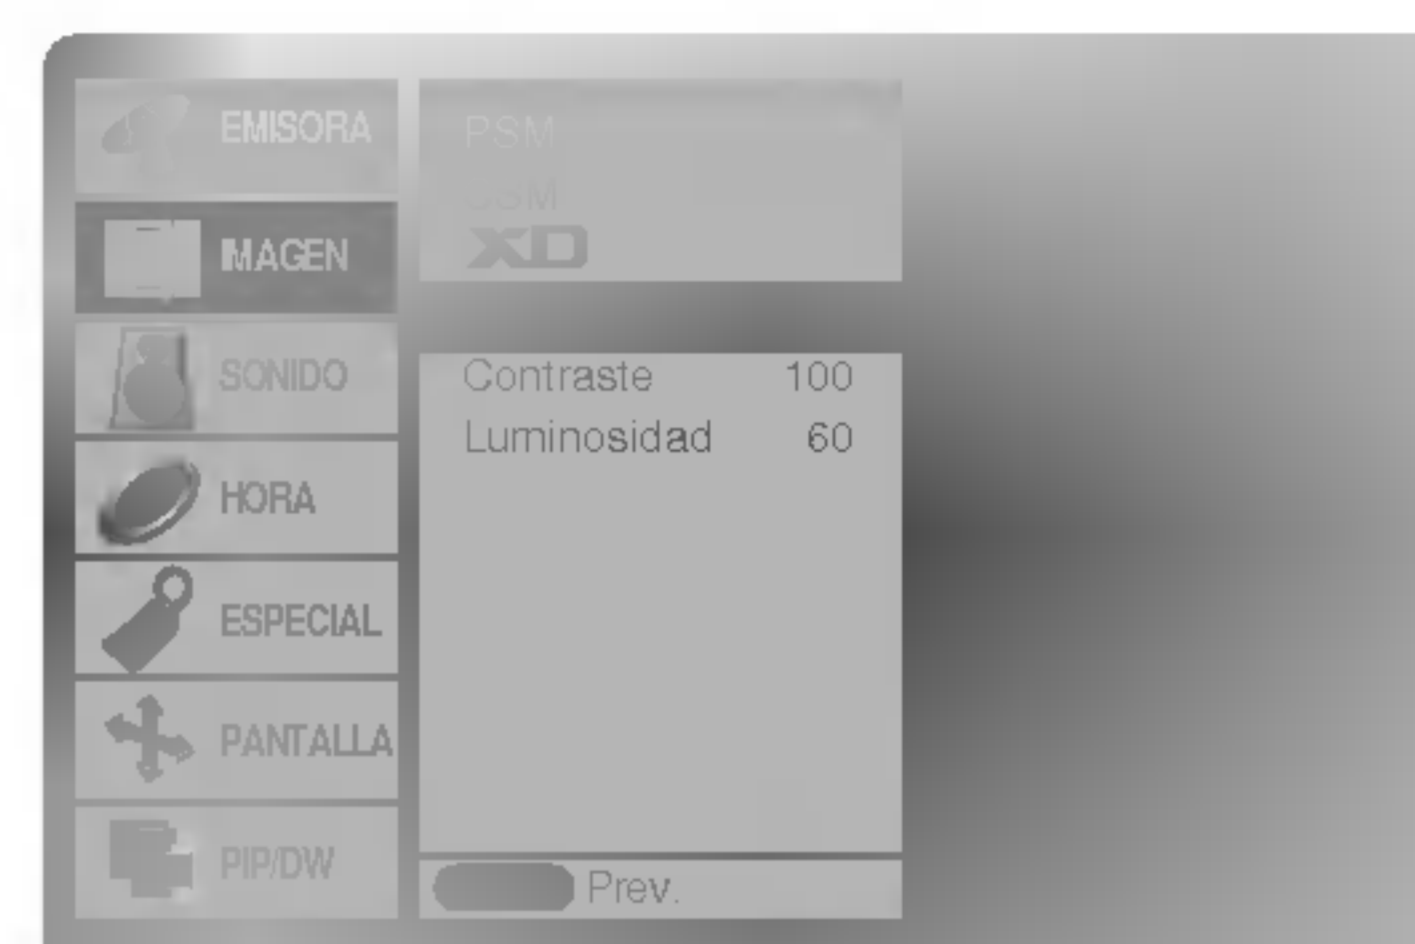 EMISORA
MAGEN
SONIDO
HORA
ESPECIAL
PANTALLA
PIP/DW
PSM
XD
Contraste 100
Luminosidad 60
Prev.